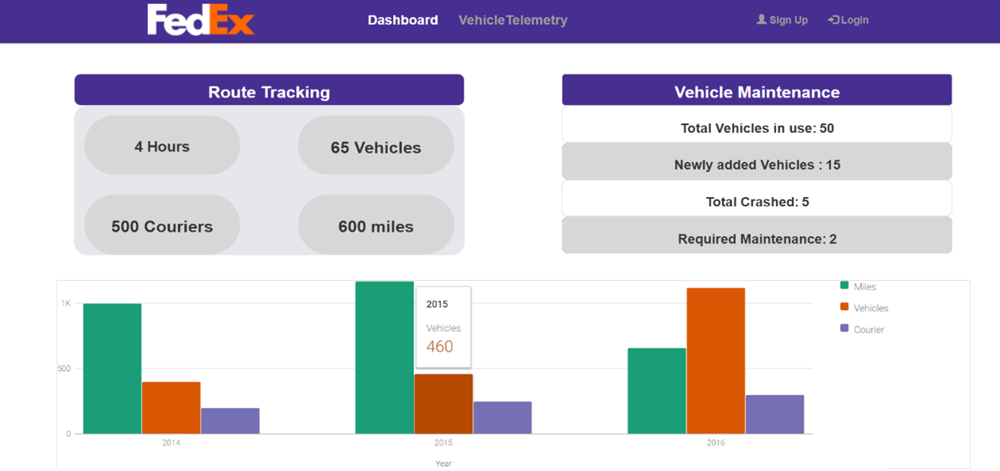 FedEx
Dashboard
VehicleTelemetry
Sign Up
Login
Route Tracking
4 Hours
65 Vehicles
500 Couriers
600 miles
Vehicle Maintenance
Total Vehicles in use: 50
Newly added Vehicles : 15
Total Crashed: 5
Required Maintenance: 2
1K
500
0
2015
Vehicles
460
2014
2015
2016
Year
Miles
Vehicles
Courier